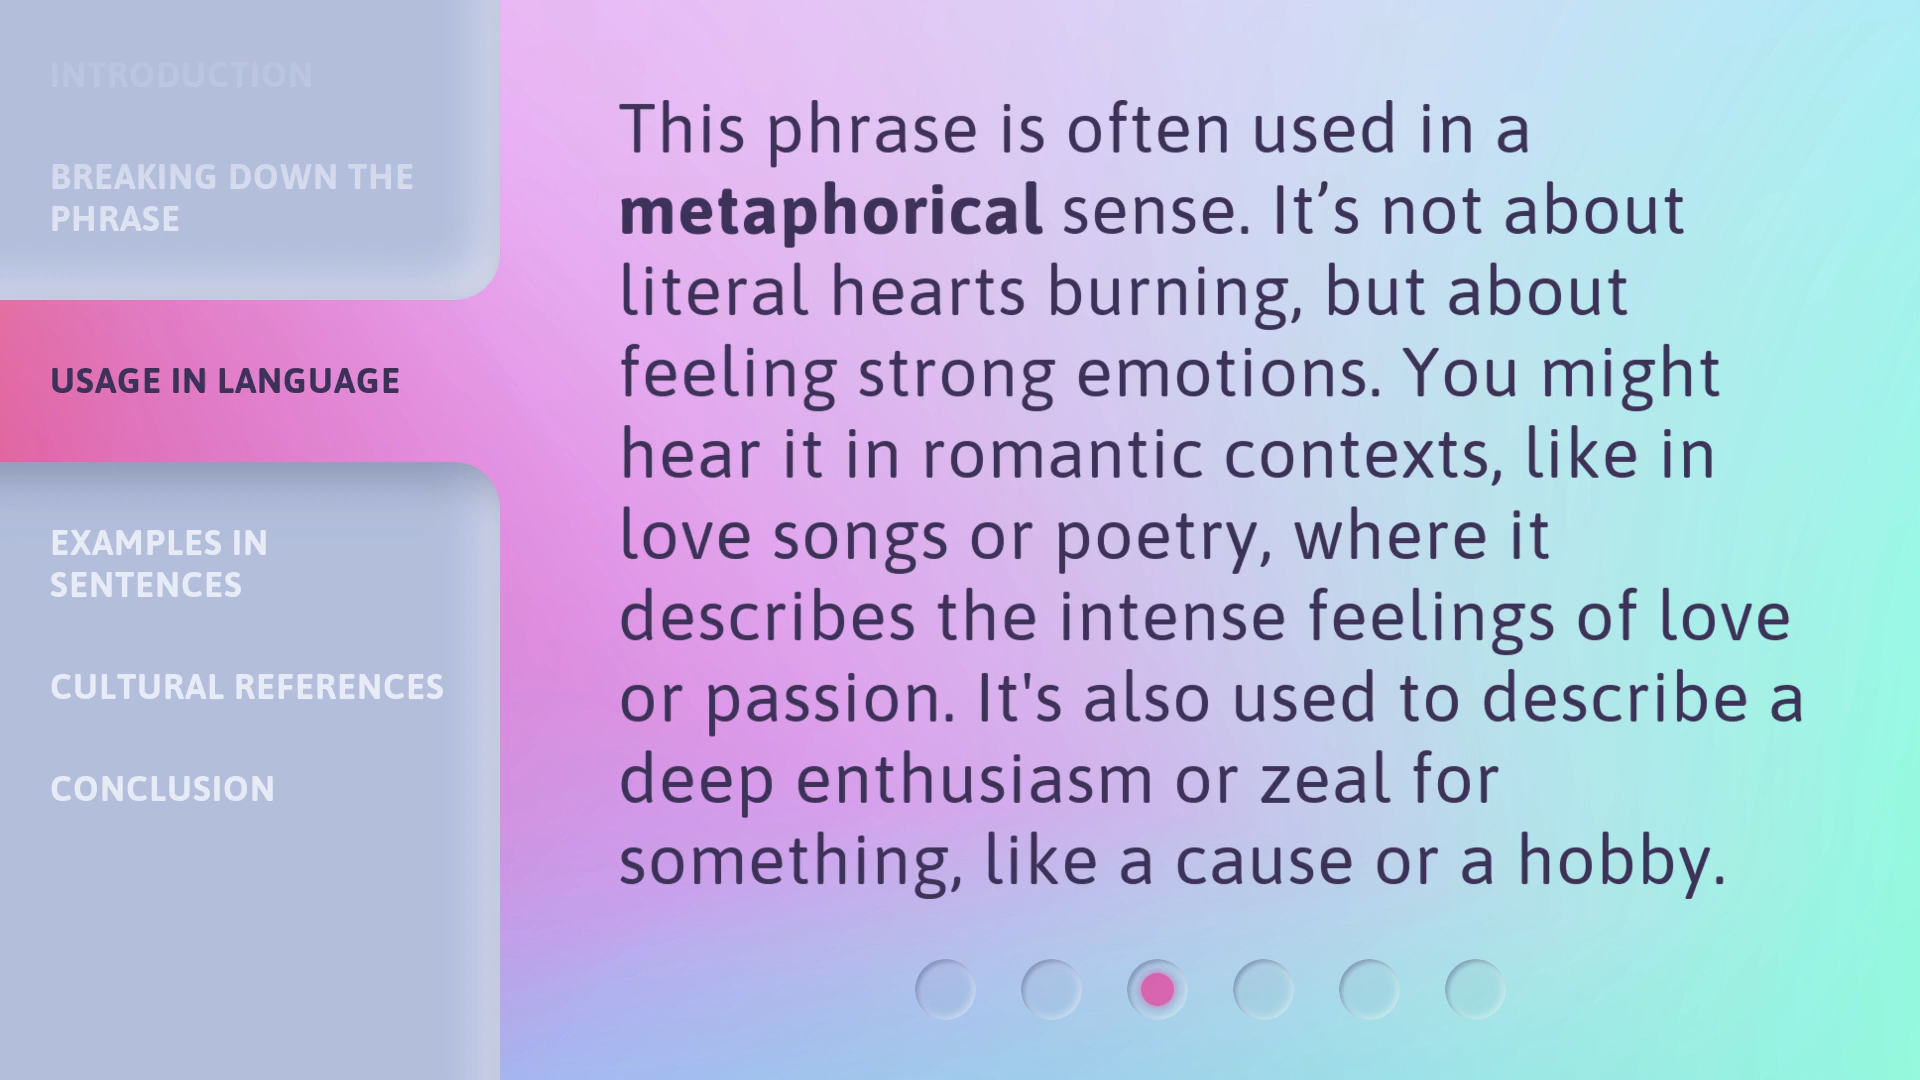 INTRODUCTION
BREAKING DOWN THE
PHRASE
USAGE IN LANGUAGE
EXAMPLES IN
SENTENCES
CULTURAL REFERENCES
CONCLUSION
This phrase is often used in a
metaphorical sense. It’s not about
literal hearts burning, but about
feeling strong emotions. You might
hear it in romantic contexts, like in
love songs or poetry, where it
describes the intense feelings of love
or passion. It's also used to describe a
deep enthusiasm or zeal for
something, like a cause or a hobby.